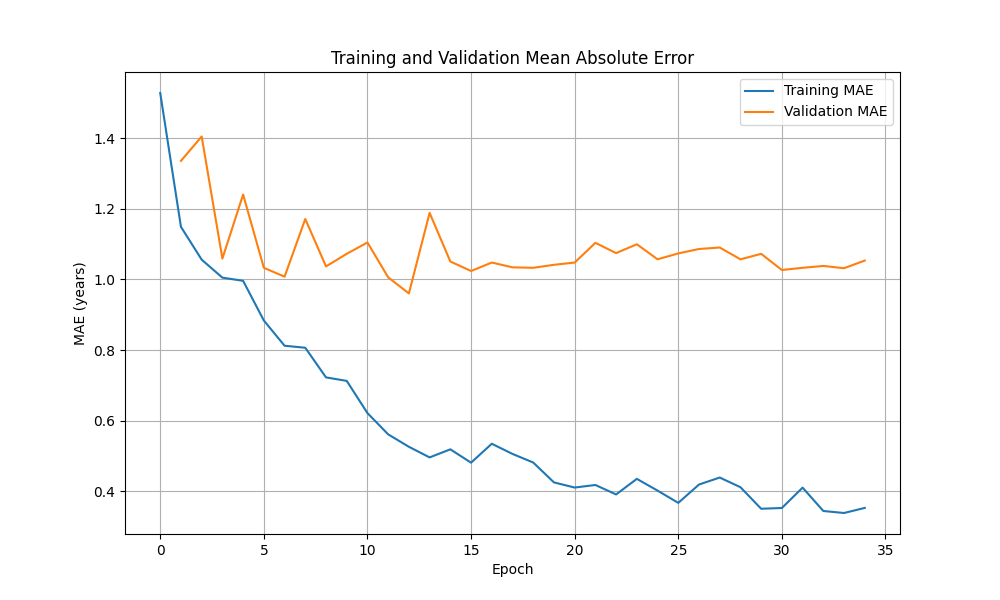 Training and Validation Mean Absolute Error
Training MAE
Validation MAE
MAE (years)
1.4
1.2
1.0
0.8
0.6
0.4
0 5 10 15 20 25 30 35
Epoch